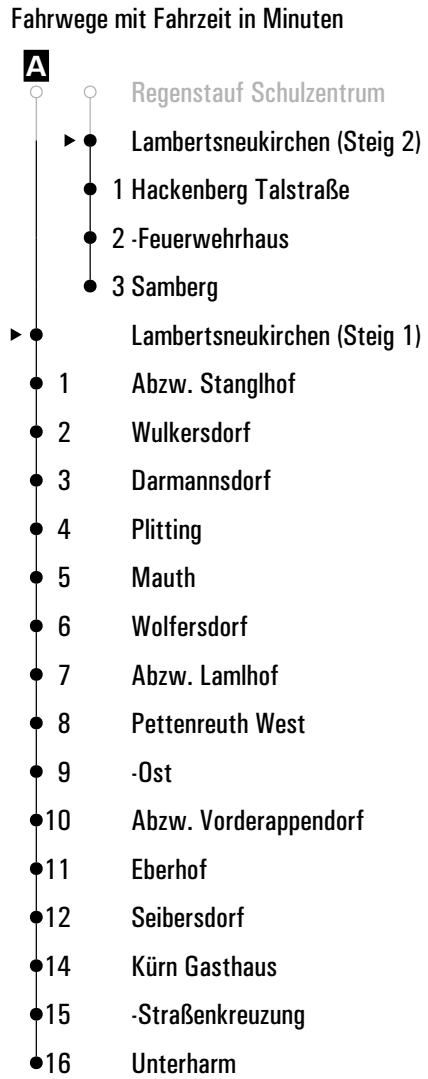 Fahrwege mit Fahrzeit in Minuten
A
Regenstauf Schulzentrum
Lambertsneukirchen (Steig 2)
1 Hackenberg Talstraße
2 -Feuerwehrhaus
3 Samberg
Lambertsneukirchen (Steig 1)
1 Abzw. Stanglhof
2 Wulkersdorf
3 Darmannsdorf
4 Plitting
5 Mauth
6 Wolfersdorf
7 Abzw. Lamlhof
8 Pettenreuth West
9 -Ost
10 Abzw. Vorderappendorf
11 Eberhof
12 Seibersdorf
14 Kürn Gasthaus
15 -Straßenkreuzung
16 Unterharm